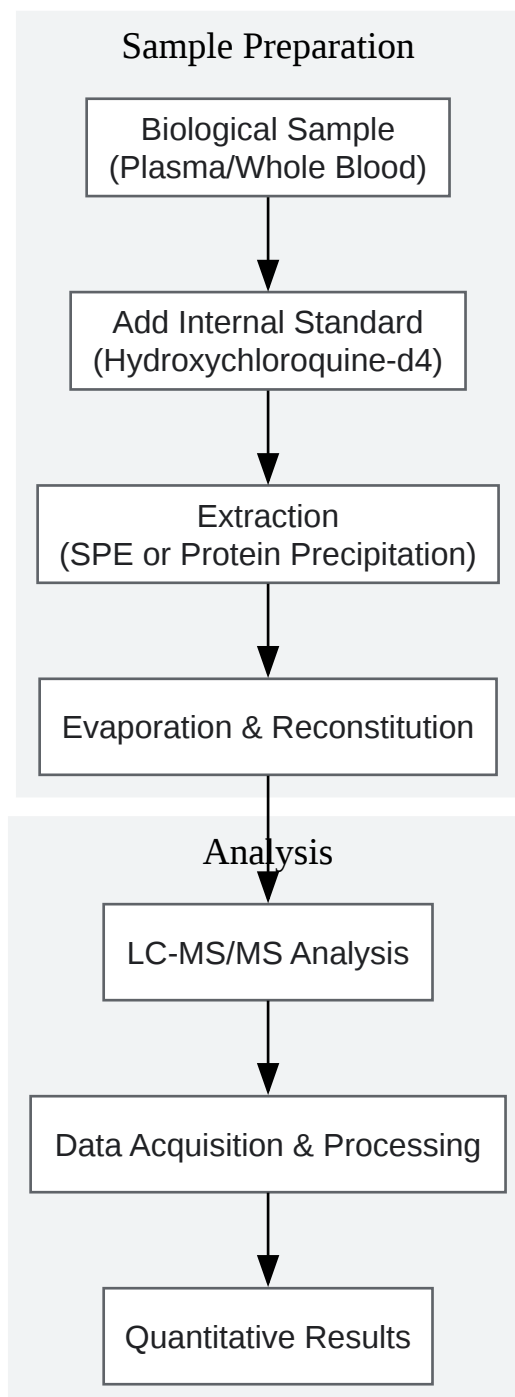 Sample Preparation
Biological Sample
(Plasma/Whole Blood)
Add Internal Standard
(Hydroxychloroquine-d4)
Extraction
(SPE or Protein Precipitation)
Evaporation & Reconstitution
Analysis
LC-MS/MS Analysis
Data Acquisition & Processing
Quantitative Results